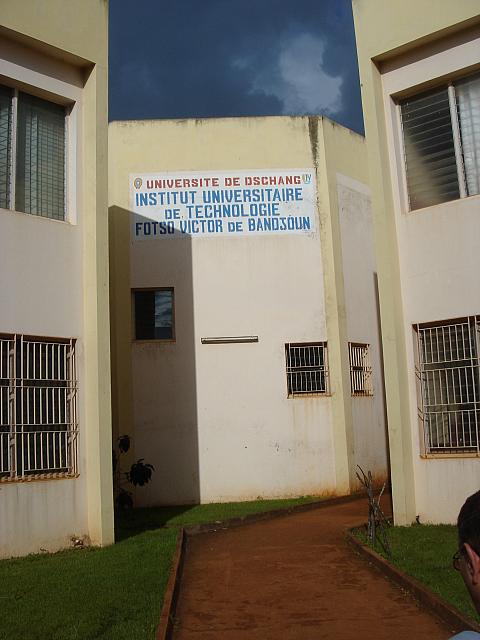 UNIVERSITE DE DSCHANG
INSTITUT UNIVERSITAIRE
DE TECHNOLOGIE
FOTSO VICTOR DE BANDJOUN